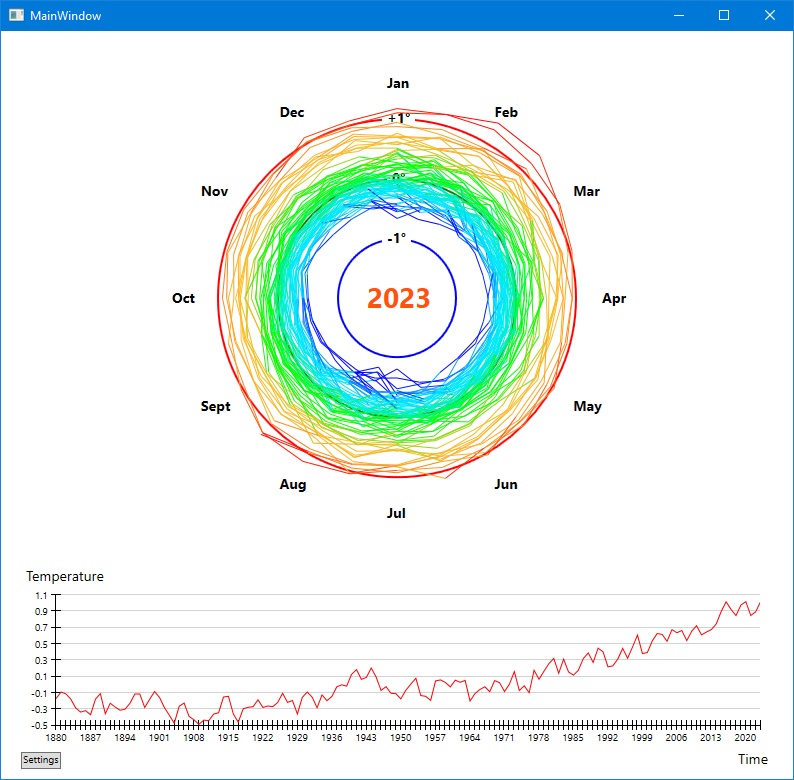 MainWindow
Jan
Dec Feb
+1°
0°
Nov Mar
-1°
Oct 2023 Apr
Sept May
Aug Jun
Jul
Temperature
1.1
0.9
0.7
0.5
0.3
0.1
-0.1
-0.3
-0.5
1880 1887 1894 1901 1908 1915 1922 1929 1936 1943 1950 1957 1964 1971 1978 1985 1992 1999 2006 2013 2020
Settings Time